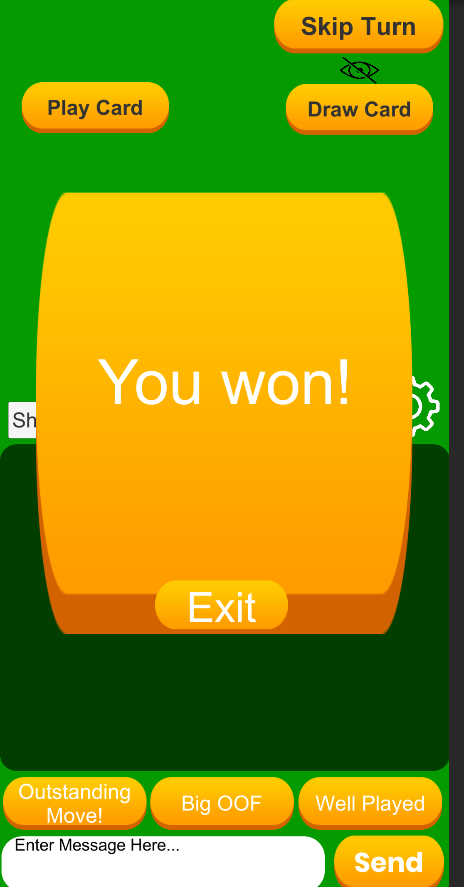 Skip Turn
Play Card
Draw Card
You won!
Sh
Exit
Outstanding
Move!
Big OOF
Well Played
Enter Message Here...
Send